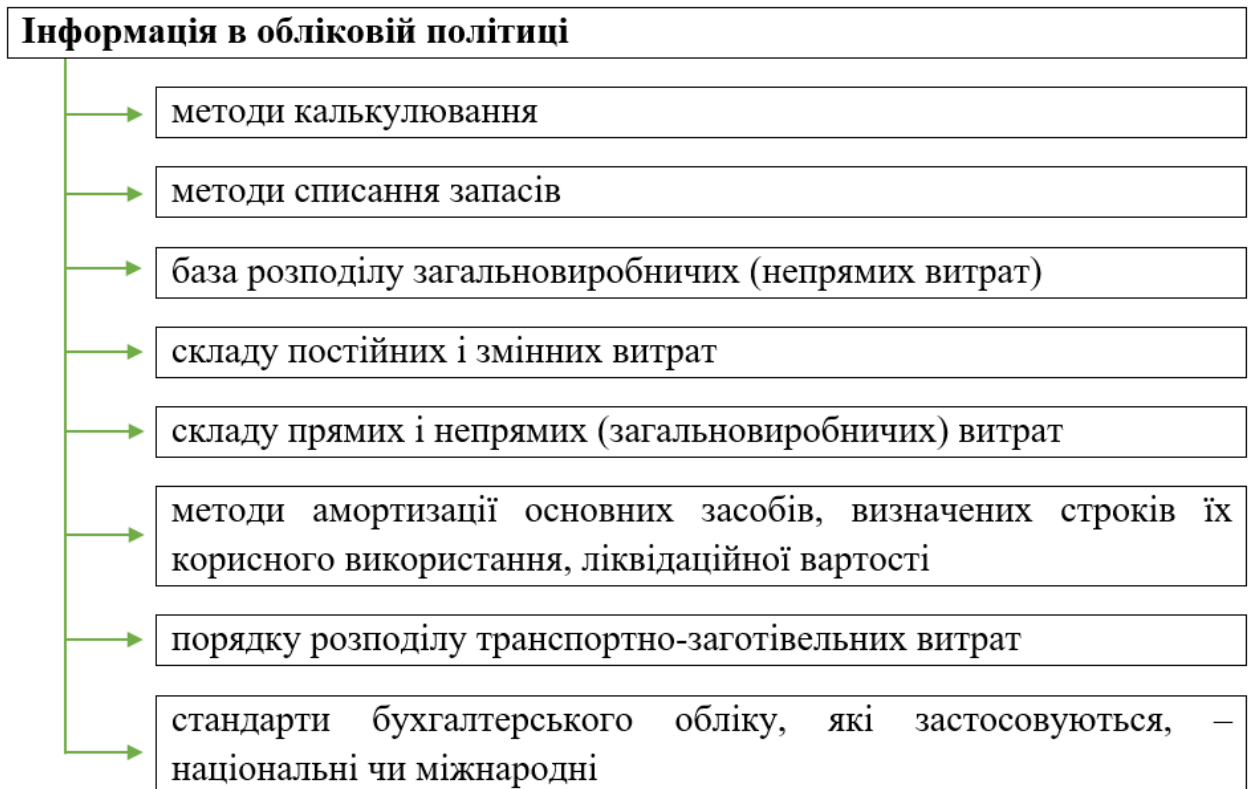 Інформація в обліковій політиці
методи калькулювання
методи списання запасів
база розподілу загальновиробничих (непрямих витрат)
складу постійних і змінних витрат
складу прямих і непрямих (загальновиробничих) витрат
методи амортизації основних засобів, визначених строків їх
корисного використання, ліквідаційної вартості
порядку розподілу транспортно-заготівельних витрат
стандарти бухгалтерського обліку, які застосовуються, –
національні чи міжнародні